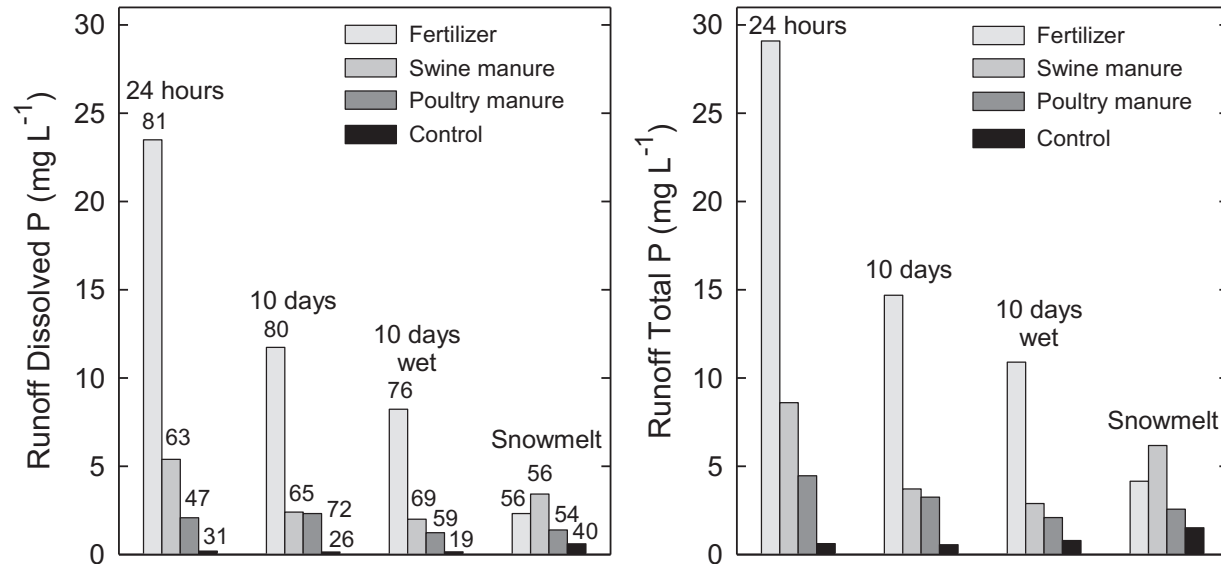 Runoff Dissolved P (mg L-1)
30
25
20
15
10
5
0
Fertilizer
Swine manure
Poultry manure
Control
24 hours
81
63
47
31
10 days
80
65
72
26
10 days
wet
76
69
59
19
Snowmelt
56
56
54
40
Runoff Total P (mg L-1)
30
25
20
15
10
5
0
Fertilizer
Swine manure
Poultry manure
Control
24 hours
10 days
10 days
wet
Snowmelt